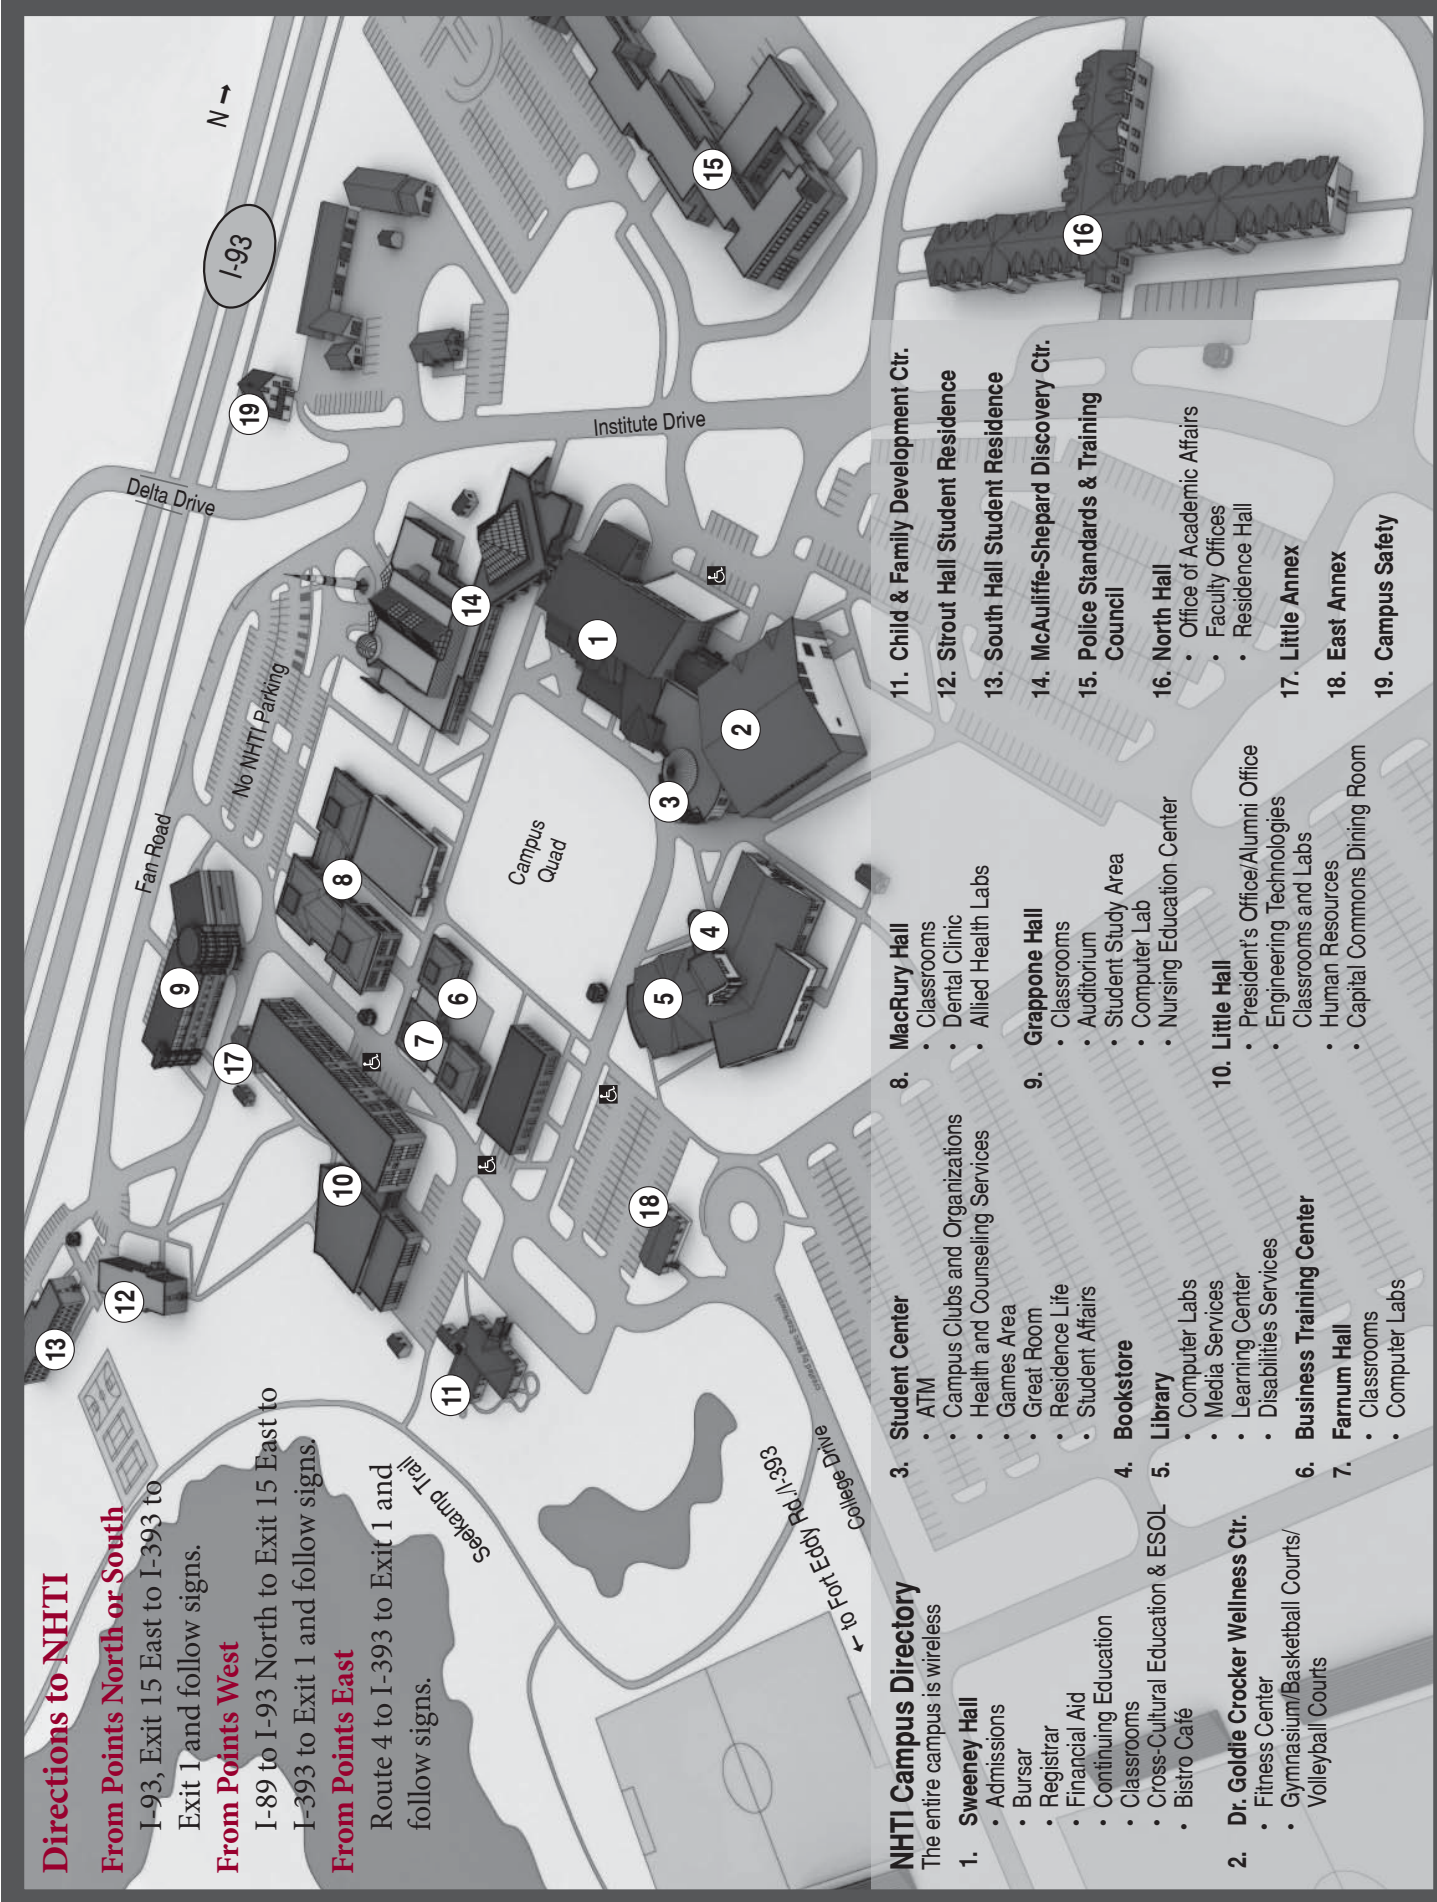 Directions to NHTI
From Points North or South
I-93, Exit 15 East to I-393 to
Exit 1 and follow signs.
From Points West
I-89 to I-93 North to Exit 15 East to
I-393 to Exit 1 and follow signs.
From Points East
Route 4 to I-393 to Exit 1 and
follow signs.
N →
I-93
Delta Drive
Institute Drive
Fan Road
No NHTI Parking
Campus
Quad
Seekamp Trail
College Drive
← to Fort Eddy Rd./I-393
13
12
9
17
10
11
18
8
7
6
5
4
3
2
1
14
19
15
16
NHTI Campus Directory
The entire campus is wireless
1. Sweeney Hall
• Admissions
• Bursar
• Registrar
• Financial Aid
• Continuing Education
• Classrooms
• Cross-Cultural Education & ESOL
• Bistro Café
2. Dr. Goldie Crocker Wellness Ctr.
• Fitness Center
• Gymnasium/Basketball Courts/
Volleyball Courts
3. Student Center
• ATM
• Campus Clubs and Organizations
• Health and Counseling Services
• Games Area
• Great Room
• Residence Life
• Student Affairs
4. Bookstore
5. Library
• Computer Labs
• Media Services
• Learning Center
• Disabilities Services
6. Business Training Center
7. Farnum Hall
• Classrooms
• Computer Labs
8. MacRury Hall
• Classrooms
• Dental Clinic
• Allied Health Labs
9. Grappone Hall
• Classrooms
• Auditorium
• Student Study Area
• Computer Lab
• Nursing Education Center
10. Little Hall
• President's Office/Alumni Office
• Engineering Technologies
Classrooms and Labs
• Human Resources
• Capital Commons Dining Room
11. Child & Family Development Ctr.
12. Strout Hall Student Residence
13. South Hall Student Residence
14. McAuliffe-Shepard Discovery Ctr.
15. Police Standards & Training
Council
16. North Hall
• Office of Academic Affairs
• Faculty Offices
• Residence Hall
17. Little Annex
18. East Annex
19. Campus Safety